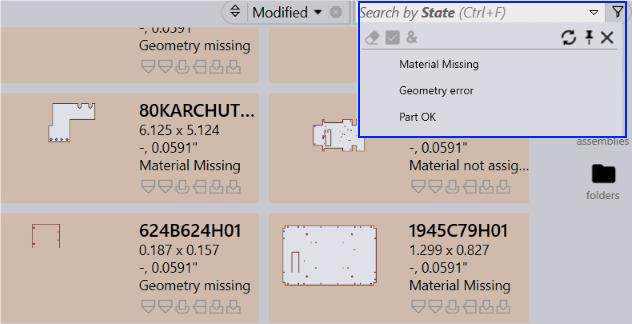 Modified
Search by State (Ctrl+F)
&
Material Missing
Geometry error
Part OK
-, 0.0591"
Geometry missing
80KARCHUT...
6.125 x 5.124
-, 0.0591"
Material Missing
-, 0.0591"
Material not assig...
assemblies
folders
624B624H01
0.187 x 0.157
-, 0.0591"
Geometry missing
1945C79H01
1.299 x 0.827
-, 0.0591"
Material Missing